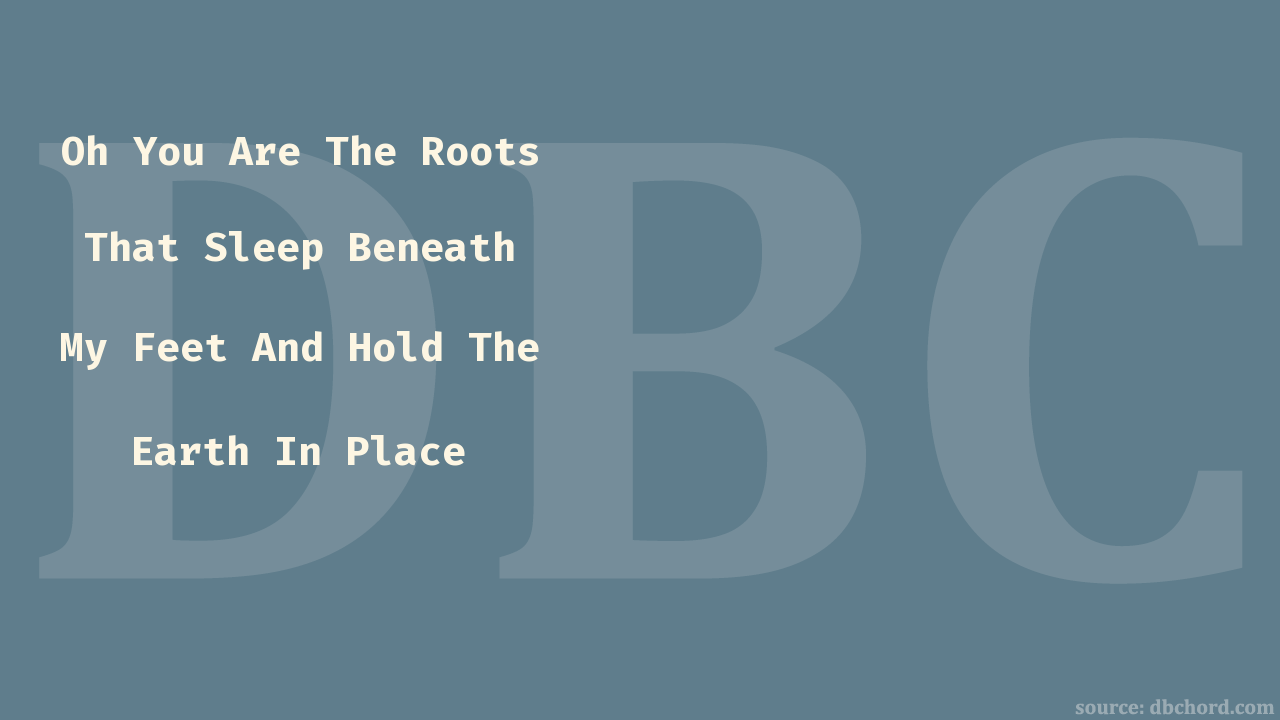 Oh You Are The Roots
That Sleep Beneath
My Feet And Hold The
Earth In Place
DBC
source: dbchord.com